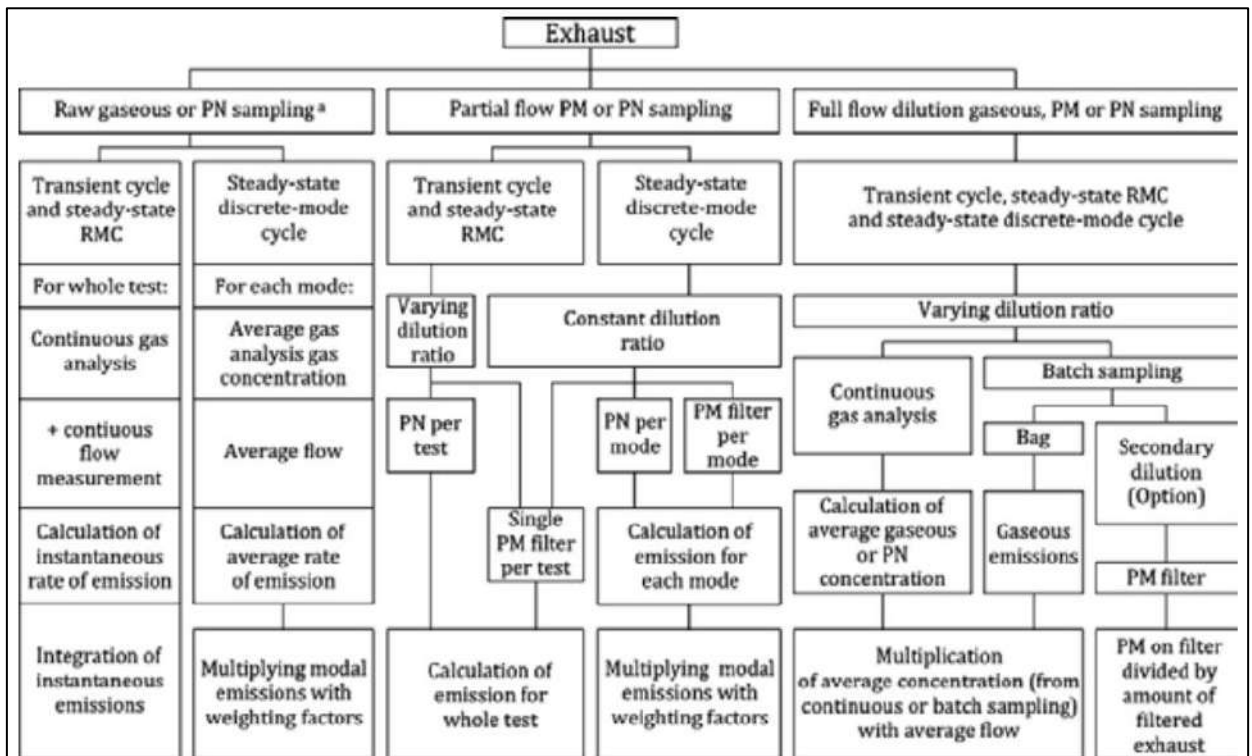 Exhaust
Raw gaseous or PN sampling a
Partial flow PM or PN sampling
Full flow dilution gaseous, PM or PN sampling
Transient cycle
and steady-state
RMC
Steady-state
discrete-mode
cycle
Transient cycle
and steady-state
RMC
Steady-state
discrete-mode
cycle
Transient cycle, steady-state RMC
and steady-state discrete-mode cycle
For whole test:
For each mode:
Varying
dilution
ratio
Constant dilution
ratio
Varying dilution ratio
Continuous gas
analysis
Average gas
analysis gas
concentration
Continuous
gas analysis
Batch sampling
+ contiuous
flow
measurement
Average flow
PN per
test
PN per
mode
PM filter
per
mode
Bag
Secondary
dilution
(Option)
Calculation of
instantaneous
rate of emission
Calculation of
average rate
of emission
Single
PM filter
per test
Calculation of
emission for
each mode
Calculation of
average gaseous
or PN
concentration
Gaseous
emissions
PM filter
Integration of
instantaneous
emissions
Multiplying modal
emissions with
weighting factors
Calculation of
emission for
whole test
Multiplying modal
emissions with
weighting factors
Multiplication
of average concentration (from
continuous or batch sampling)
with average flow
PM on filter
divided by
amount of
filtered
exhaust